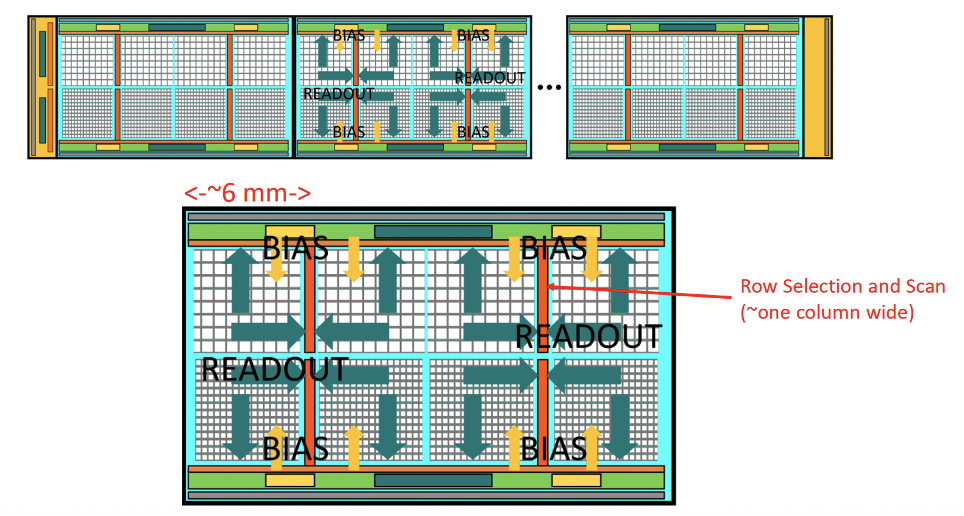 BIAS
BIAS
READOUT
READOUT
BIAS
BIAS
...
<-~6 mm->
BIAS
BIAS
Row Selection and Scan
(~one column wide)
READOUT
READOUT
BIAS
BIAS